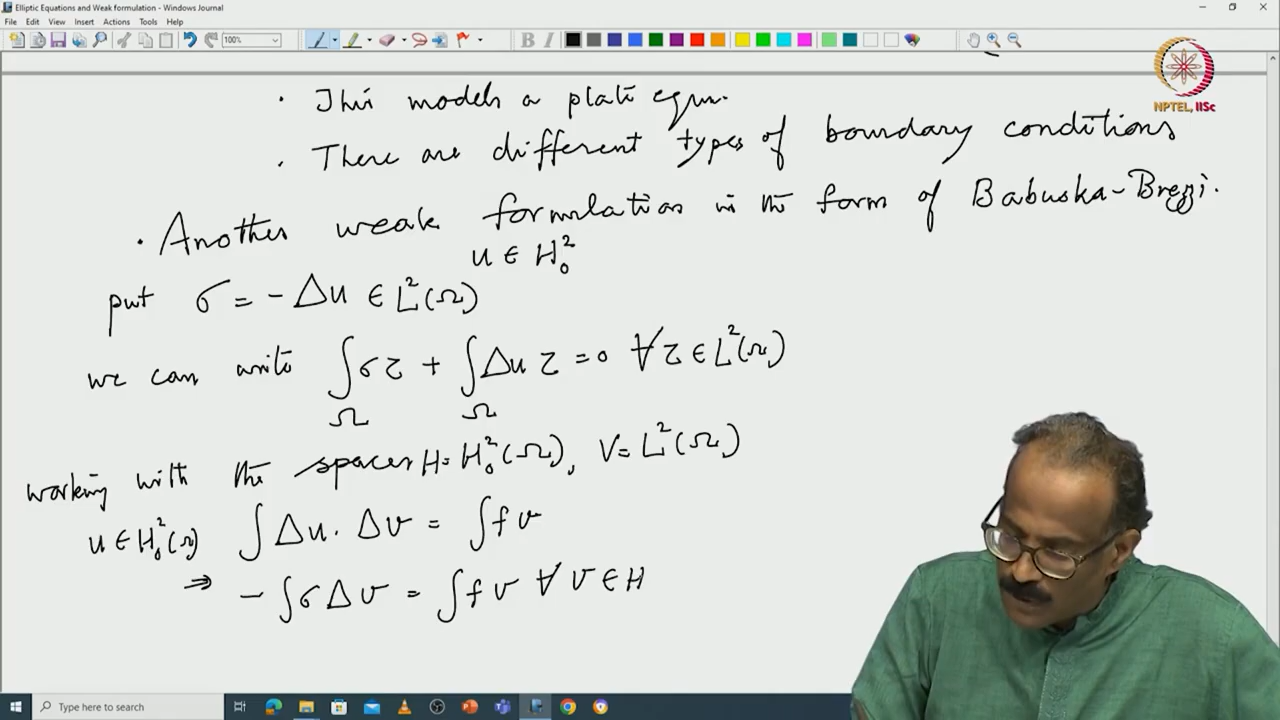 Elliptic Equations and Weak formulation - Windows Journal
File Edit View Insert Actions Tools Help
100%
NPTEL, IISc
· This models a plate equn.
· There are different types of boundary conditions
· Another weak formulation in the form of Babuska-Brezzi.
u ∈ H₀²
put σ = - Δu ∈ L²(Ω)
we can write ∫_Ω στ + ∫_Ω Δu τ = 0 ∀ τ ∈ L²(Ω)
working with the spaces H = H₀²(Ω), V = L²(Ω)
u ∈ H₀²(Ω) ∫ Δu · Δv = ∫ f v
⇒ - ∫ σ Δv = ∫ f v ∀ v ∈ H
Type here to search